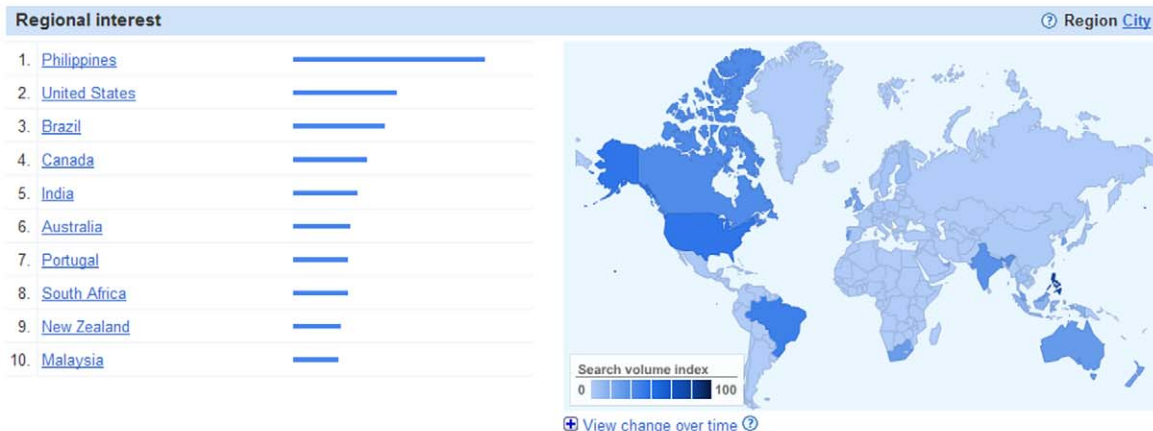 Regional interest
Region City
1. Philippines
2. United States
3. Brazil
4. Canada
5. India
6. Australia
7. Portugal
8. South Africa
9. New Zealand
10. Malaysia
Search volume index
0 100
View change over time